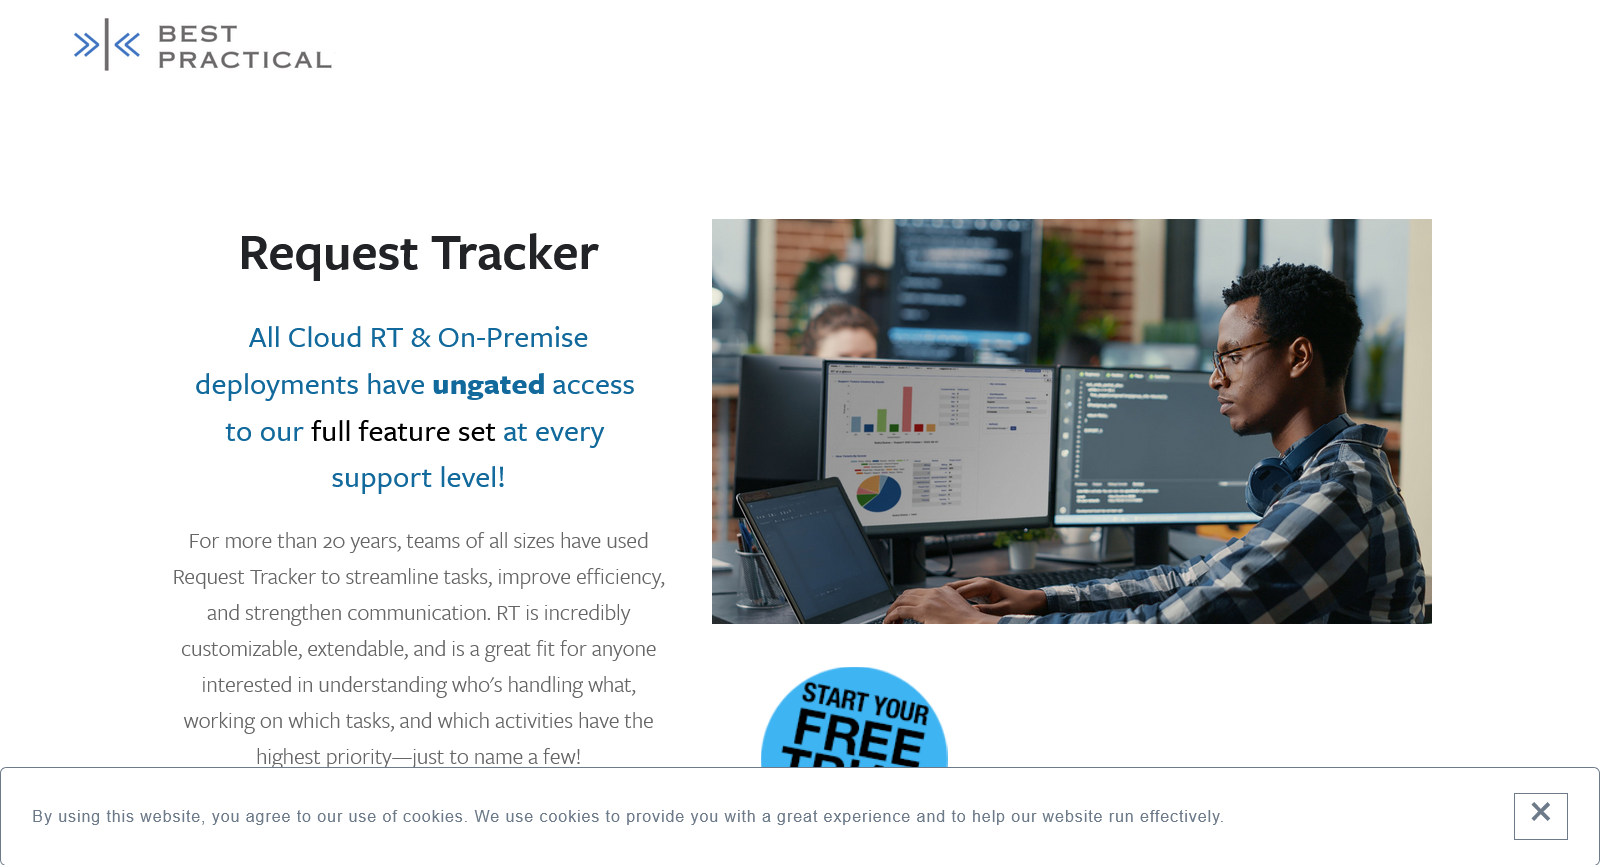 BEST
PRACTICAL
Request Tracker
All Cloud RT & On-Premise
deployments have ungated access
to our full feature set at every
support level!
For more than 20 years, teams of all sizes have used
Request Tracker to streamline tasks, improve efficiency,
and strengthen communication. RT is incredibly
customizable, extendable, and is a great fit for anyone
interested in understanding who's handling what,
working on which tasks, and which activities have the
highest priority—just to name a few!
START YOUR
FREE
By using this website, you agree to our use of cookies. We use cookies to provide you with a great experience and to help our website run effectively.